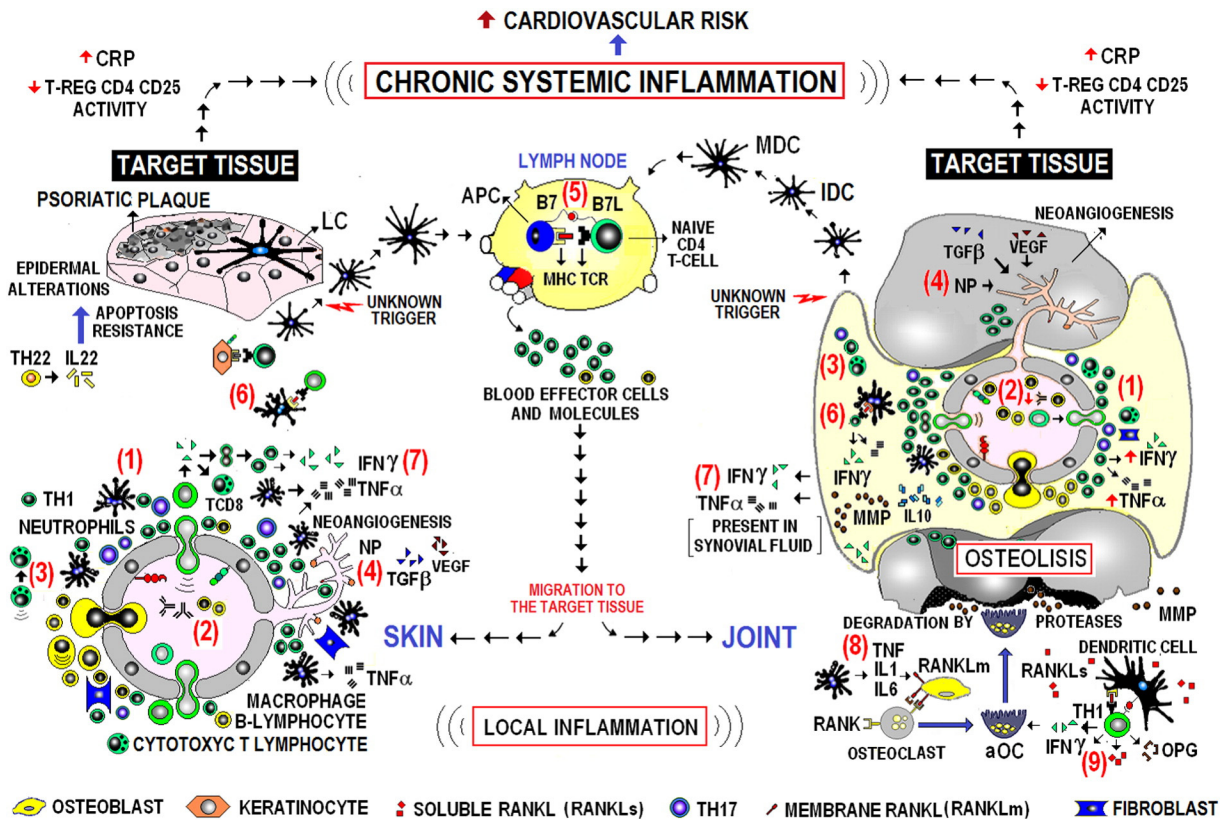 CARDIOVASCULAR RISK
CRP
T-REG CD4 CD25
ACTIVITY
CHRONIC SYSTEMIC INFLAMMATION
CRP
T-REG CD4 CD25
ACTIVITY
TARGET TISSUE
PSORIATIC PLAQUE
LC
EPIDERMAL
ALTERATIONS
APOPTOSIS
RESISTANCE
TH22
IL22
UNKNOWN
TRIGGER
(6)
LYMPH NODE
APC
B7
(5)
B7L
MHC TCR
NAIVE
CD4
T-CELL
MDC
IDC
BLOOD EFFECTOR CELLS
AND MOLECULES
TARGET TISSUE
NEOANGIOGENESIS
TGFβ
VEGF
(4) NP
UNKNOWN
TRIGGER
(3)
(2)
(1)
(6)
IFNγ
TNFα
(7) IFNγ
TNFα
PRESENT IN
SYNOVIAL FLUID
IFNγ
MMP
IL10
OSTEOLISIS
(1)
TH1
TCD8
IFNγ (7)
TNFα
NEUTROPHILS
NEOANGIOGENESIS
(3)
NP
(4)
TGFβ
VEGF
(2)
MIGRATION TO
THE TARGET TISSUE
SKIN
JOINT
TNFα
MACROPHAGE
B-LYMPHOCYTE
CYTOTOXYC T LYMPHOCYTE
LOCAL INFLAMMATION
DEGRADATION BY
PROTEASES
MMP
(8)
TNF
IL1
IL6
RANKLm
RANK
OSTEOCLAST
aOC
DENDRITIC CELL
RANKLs
TH1
IFNγ
(9)
OPG
OSTEOBLAST
KERATINOCYTE
SOLUBLE RANKL (RANKLs)
TH17
MEMBRANE RANKL (RANKLm)
FIBROBLAST